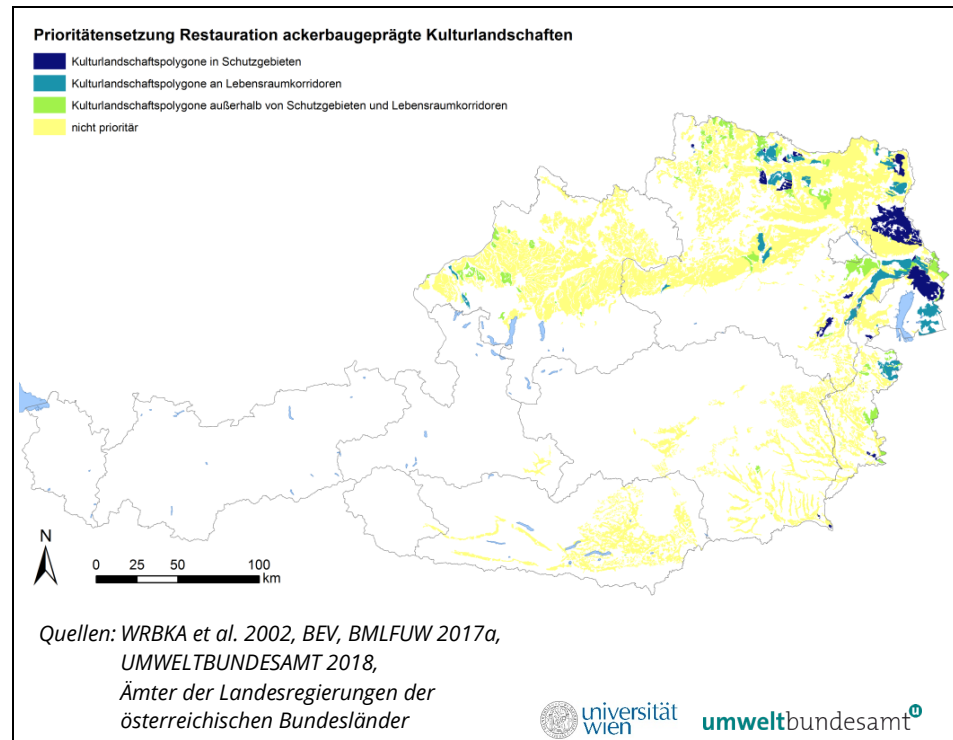 Prioritätensetzung Restauration ackerbaugeprägte Kulturlandschaften
Kulturlandschaftspolygone in Schutzgebieten
Kulturlandschaftspolygone an Lebensraumkorridoren
Kulturlandschaftspolygone außerhalb von Schutzgebieten und Lebensraumkorridoren
nicht prioritär
N
0 25 50 100
km
Quellen: WRBKA et al. 2002, BEV, BMLFUW 2017a,
UMWELTBUNDESAMT 2018,
Ämter der Landesregierungen der
österreichischen Bundesländer
universität
wien
umweltbundesamt u